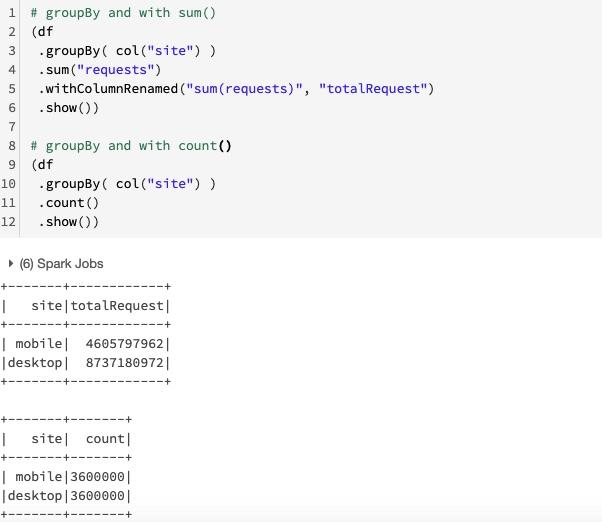 1 # groupBy and with sum()
2 (df
3  .groupBy( col("site") )
4  .sum("requests")
5  .withColumnRenamed("sum(requests)", "totalRequest")
6  .show())
7
8 # groupBy and with count()
9 (df
10  .groupBy( col("site") )
11  .count()
12  .show())
▸ (6) Spark Jobs
+-------+------------+
|   site|totalRequest|
+-------+------------+
| mobile|  4605797962|
|desktop|  8737180972|
+-------+------------+
+-------+-------+
|   site|  count|
+-------+-------+
| mobile|3600000|
|desktop|3600000|
+-------+-------+